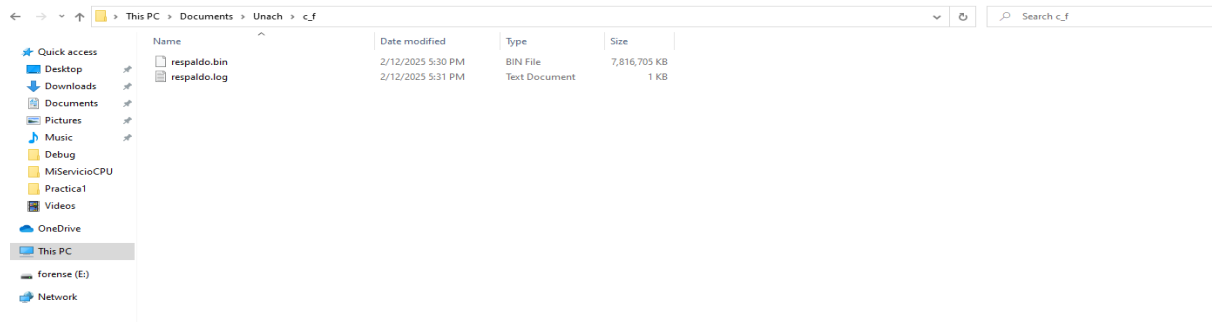 This PC > Documents > Unach > c_f
Search c_f
Name Date modified Type Size
respaldo.bin 2/12/2025 5:30 PM BIN File 7,816,705 KB
respaldo.log 2/12/2025 5:31 PM Text Document 1 KB
Quick access
Desktop
Downloads
Documents
Pictures
Music
Debug
MiServicioCPU
Practica1
Videos
OneDrive
This PC
forense (E:)
Network